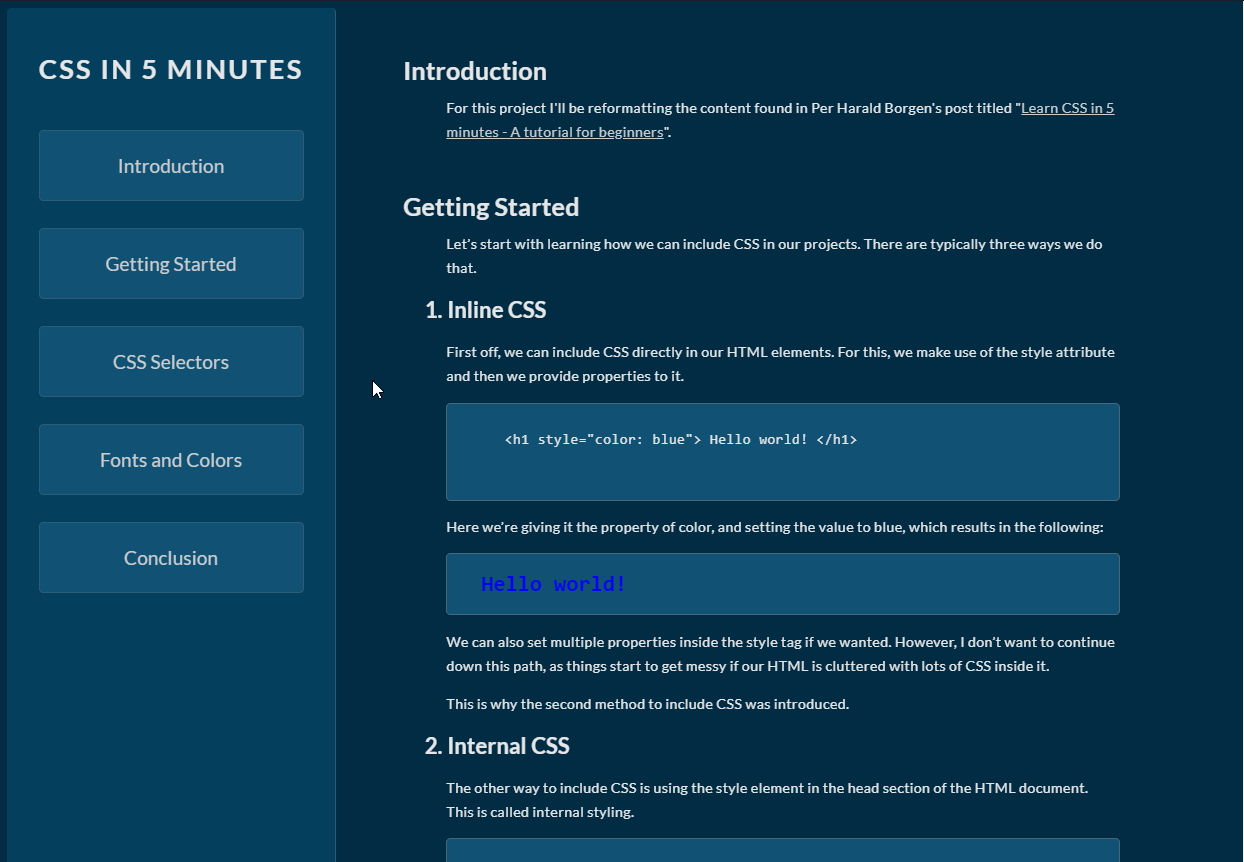 CSS IN 5 MINUTES
Introduction
Getting Started
CSS Selectors
Fonts and Colors
Conclusion
Introduction
For this project I'll be reformatting the content found in Per Harald Borgen's post titled "Learn CSS in 5
minutes - A tutorial for beginners".
Getting Started
Let's start with learning how we can include CSS in our projects. There are typically three ways we do
that.
1. Inline CSS
First off, we can include CSS directly in our HTML elements. For this, we make use of the style attribute
and then we provide properties to it.
<h1 style="color: blue"> Hello world! </h1>
Here we're giving it the property of color, and setting the value to blue, which results in the following:
Hello world!
We can also set multiple properties inside the style tag if we wanted. However, I don't want to continue
down this path, as things start to get messy if our HTML is cluttered with lots of CSS inside it.
This is why the second method to include CSS was introduced.
2. Internal CSS
The other way to include CSS is using the style element in the head section of the HTML document.
This is called internal styling.